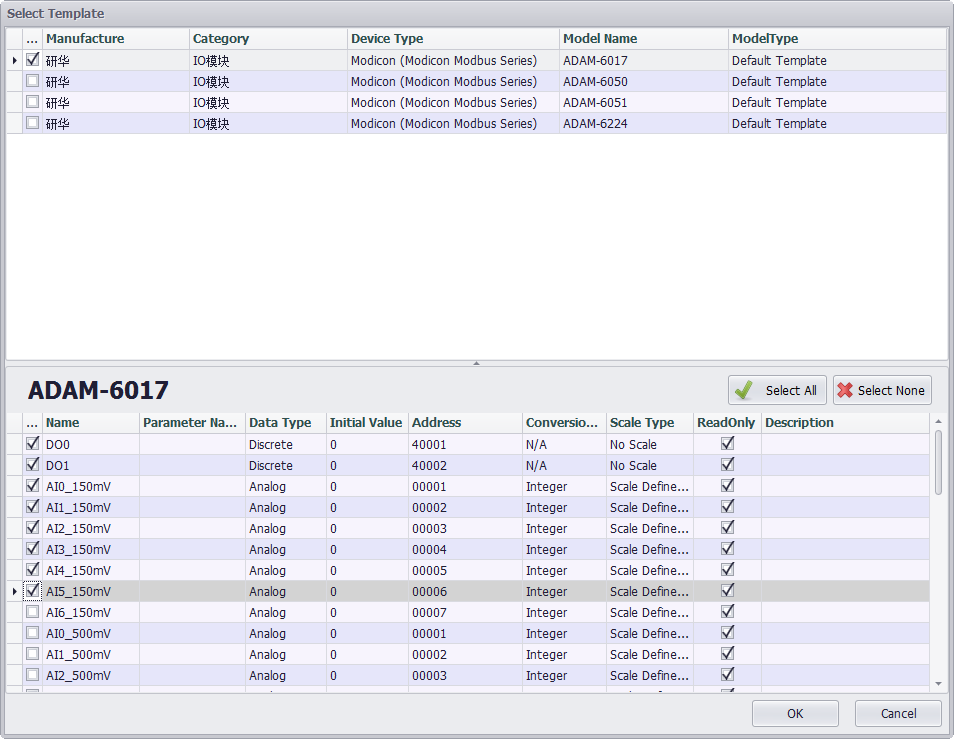 Select Template
... Manufacture Category Device Type Model Name ModelType
研华 IO模块 Modicon (Modicon Modbus Series) ADAM-6017 Default Template
研华 IO模块 Modicon (Modicon Modbus Series) ADAM-6050 Default Template
研华 IO模块 Modicon (Modicon Modbus Series) ADAM-6051 Default Template
研华 IO模块 Modicon (Modicon Modbus Series) ADAM-6224 Default Template
ADAM-6017 Select All Select None
... Name Parameter Na... Data Type Initial Value Address Conversio... Scale Type ReadOnly Description
DO0 Discrete 0 40001 N/A No Scale
DO1 Discrete 0 40002 N/A No Scale
AI0_150mV Analog 0 00001 Integer Scale Define...
AI1_150mV Analog 0 00002 Integer Scale Define...
AI2_150mV Analog 0 00003 Integer Scale Define...
AI3_150mV Analog 0 00004 Integer Scale Define...
AI4_150mV Analog 0 00005 Integer Scale Define...
AI5_150mV Analog 0 00006 Integer Scale Define...
AI6_150mV Analog 0 00007 Integer Scale Define...
AI0_500mV Analog 0 00001 Integer Scale Define...
AI1_500mV Analog 0 00002 Integer Scale Define...
AI2_500mV Analog 0 00003 Integer Scale Define...
OK Cancel